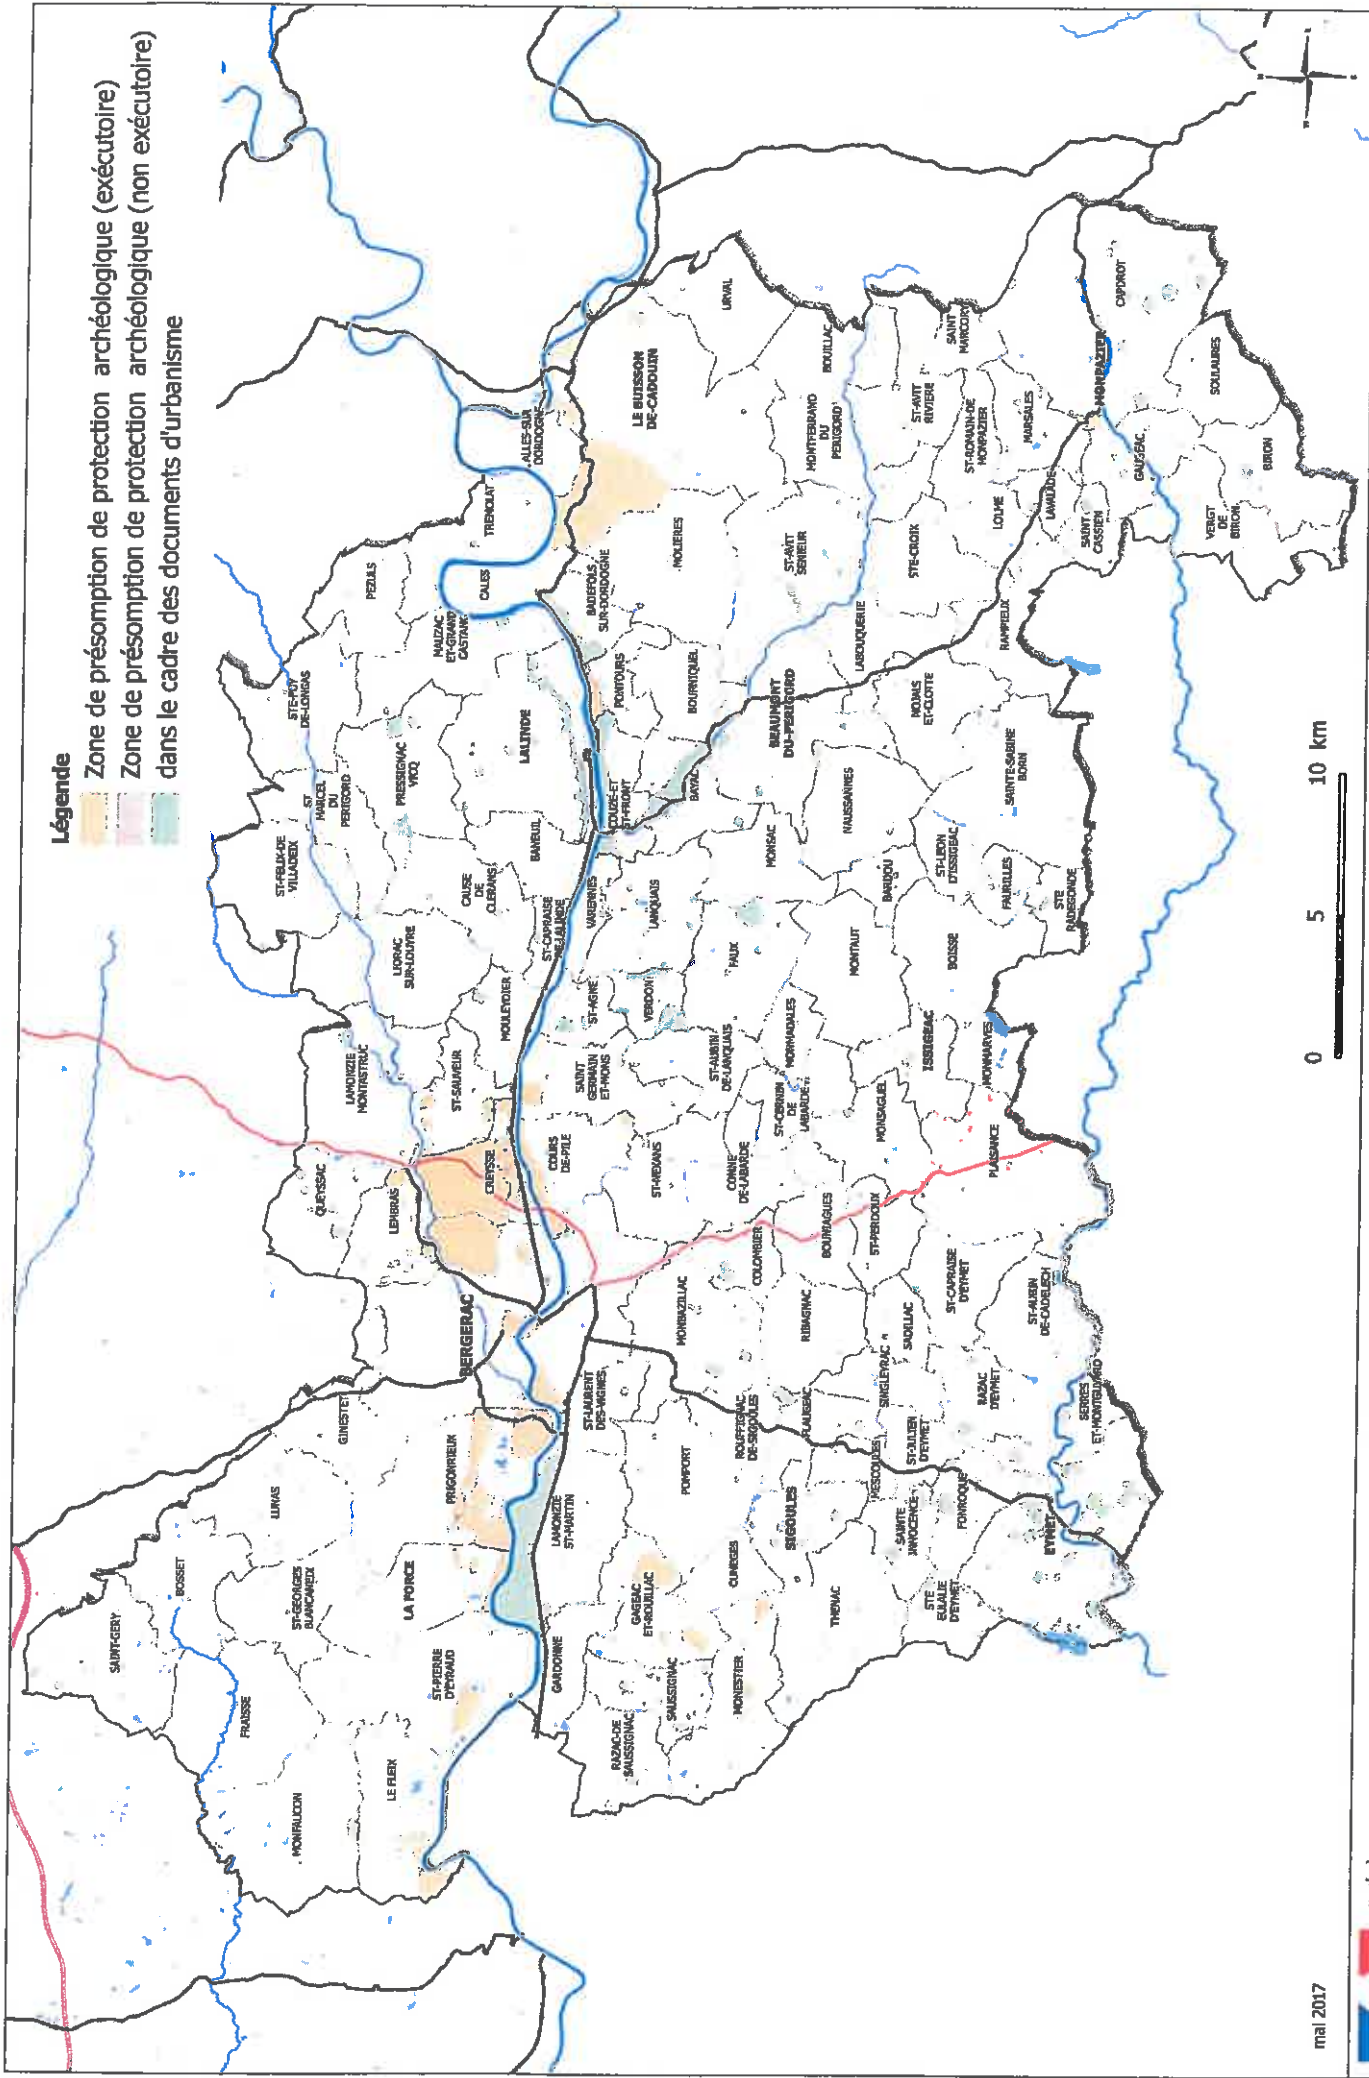 Légende
Zone de présomption de protection archéologique (exécutoire)
Zone de présomption de protection archéologique (non exécutoire)
dans le cadre des documents d'urbanisme
SAINT-GERY
BOSSET
FRAISSE
MONFAUCON
LUNAS
ST-GEORGES
BLANCANEIX
GINESTET
LE FLEIX
LA FORCE
ST-PIERRE
D'EYRAUD
PRIGONRIEUX
BERGERAC
QUEYSSAC
LEMBRAS
CREYSSE
LAMONZIE
MONTASTRUC
ST-SAUVEUR
MOULEYDIER
LIORAC
SUR-LOUYRE
ST-FELIX-DE
VILLADEIX
ST
MARCEL
DU
PERIGORD
STE-FOY
DE-LONGAS
PRESSIGNAC
VICQ
CAUSE
DE
CLERANS
BANEUIL
LALINDE
ST-CAPRAISE
DE-LALINDE
PEZULS
MAUZAC
ET-GRAND
CASTANG
CALES
TREMOLAT
ALLES-SUR
DORDOGNE
LE BUISSON
DE-CADOUIN
URVAL
GARDONNE
LAMONZIE
ST-MARTIN
ST-LAURENT
DES-VIGNES
COURS
DE-PILE
SAINT
GERMAIN
ET-MONS
ST-AGNE
VERDON
VARENNES
LANQUAIS
COUZE-ET
ST-FRONT
PONTOURS
BADEFOLS
SUR-DORDOGNE
MOLIERES
BOURNIQUEL
BAYAC
RAZAC-DE
SAUSSIGNAC
SAUSSIGNAC
GAGEAC
ET-ROUILLAC
MONESTIER
CUNEGES
POMPORT
ROUFFIGNAC
DE-SIGOULES
MONBAZILLAC
ST-NEXANS
COLOMBIER
CONNE
DE-LABARDE
ST-AUBIN
DE-LANQUAIS
FAUX
MONSAC
BEAUMONT
DU-PERIGORD
ST-AVIT
SENIEUR
MONTFERRAND
DU
PERIGORD
BOUILLAC
SIGOULES
THENAC
FLAUGEAC
RIBAGNAC
BOUNIAGUES
ST-CERNIN
DE
LABARDE
MONMADALES
MONTAUT
NAUSSANNES
BARDOU
LABOUQUERIE
STE-CROIX
ST-AVIT
RIVIERE
SAINT
MARCORY
MESCOULES
SINGLEYRAC
SADILLAC
ST-PERDOUX
MONSAGUEL
ISSIGEAC
BOISSE
ST-LEON
D'ISSIGEAC
NOJALS
ET-CLOTTE
LOLME
ST-ROMAIN-DE
MONPAZIER
MARSALES
SAINTE
INNOCENCE
ST-JULIEN
D'EYMET
STE
EULALIE
D'EYMET
FONROQUE
RAZAC
D'EYMET
ST-CAPRAISE
D'EYMET
PLAISANCE
MONMARVES
FAURILLES
STE
RADEGONDE
SAINTE-SABINE
BORN
RAMPIEUX
LAVALADE
SAINT
CASSIEN
MONPAZIER
CAPDROT
GAUGEAC
EYMET
SERRES
ET-MONTGUYARD
ST-AUBIN
DE-CADELECH
VERGT
DE
BIRON
BIRON
SOULAURES
mai 2017
0 5 10 km